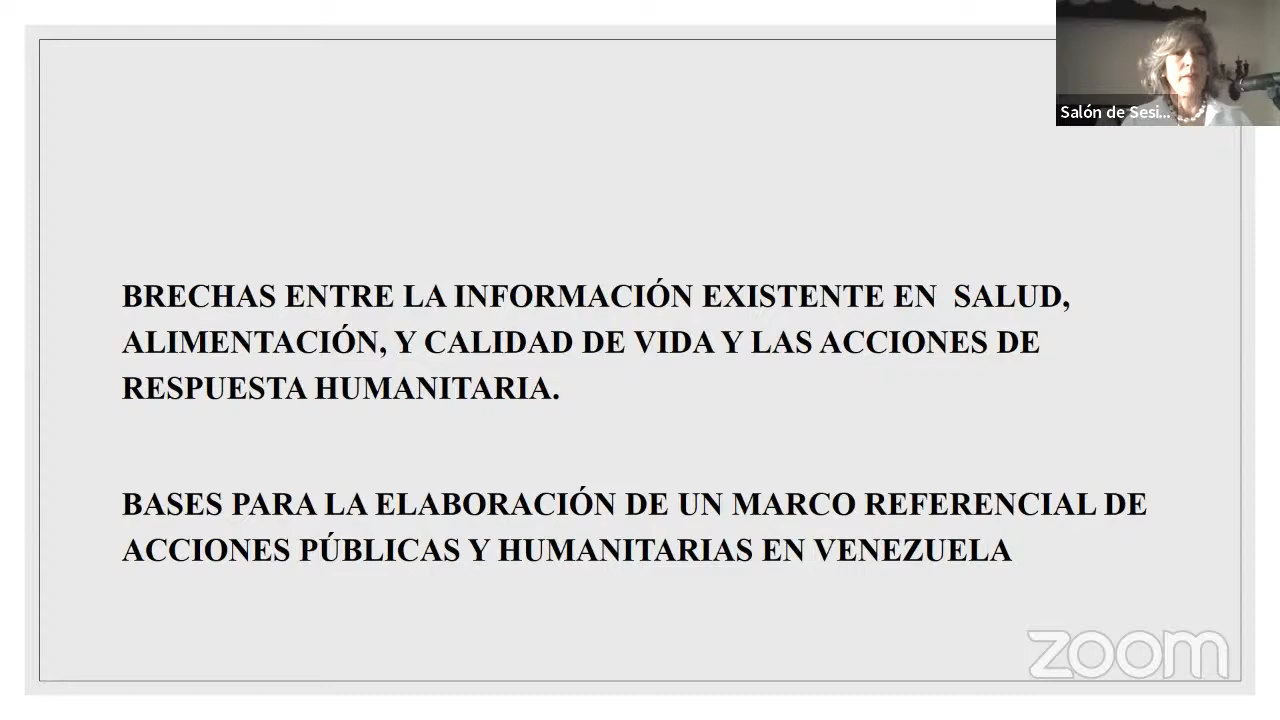 Salón de Sesi...
BRECHAS ENTRE LA INFORMACIÓN EXISTENTE EN  SALUD,
ALIMENTACIÓN, Y CALIDAD DE VIDA Y LAS ACCIONES DE
RESPUESTA HUMANITARIA.
BASES PARA LA ELABORACIÓN DE UN MARCO REFERENCIAL DE
ACCIONES PÚBLICAS Y HUMANITARIAS EN VENEZUELA
zoom